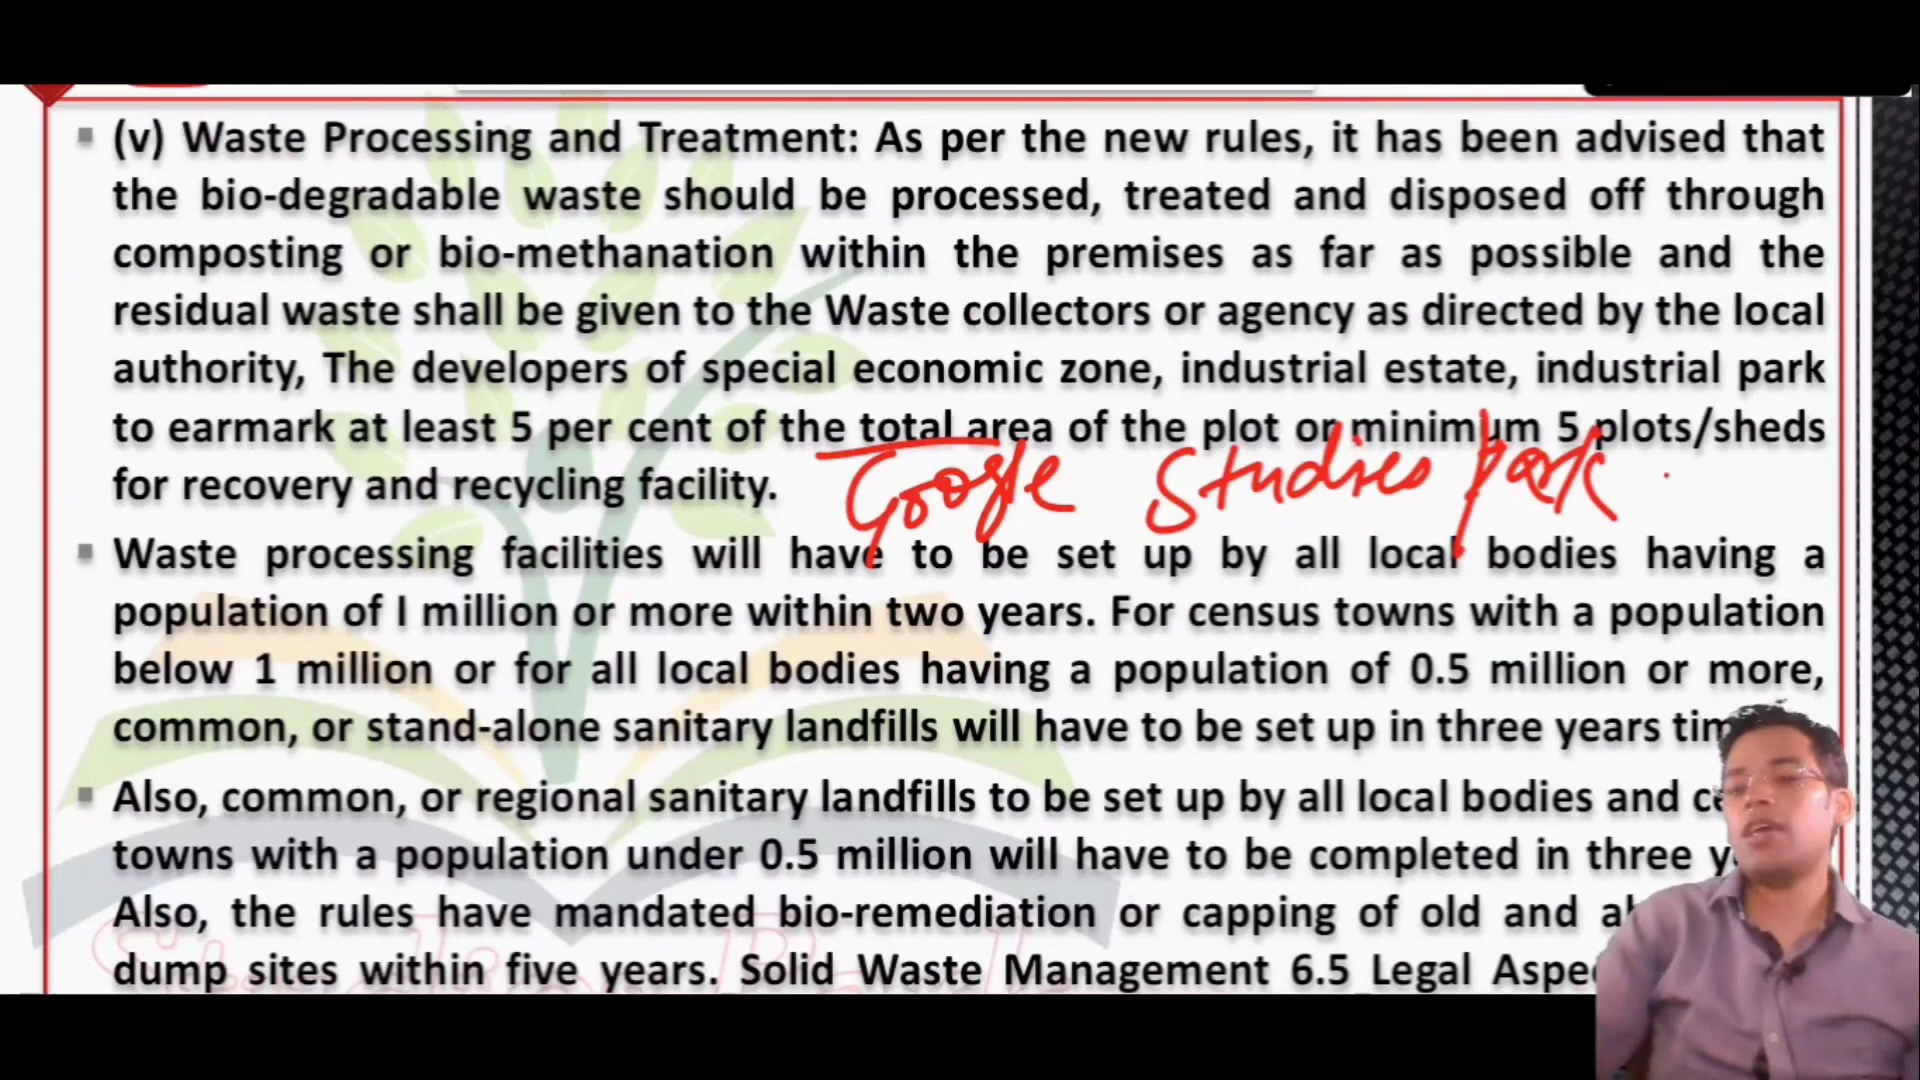 (v) Waste Processing and Treatment: As per the new rules, it has been advised that
the bio-degradable waste should be processed, treated and disposed off through
composting or bio-methanation within the premises as far as possible and the
residual waste shall be given to the Waste collectors or agency as directed by the local
authority, The developers of special economic zone, industrial estate, industrial park
to earmark at least 5 per cent of the total area of the plot or minimum 5 plots/sheds
for recovery and recycling facility.
Google Studies Park
Waste processing facilities will have to be set up by all local bodies having a
population of I million or more within two years. For census towns with a population
below 1 million or for all local bodies having a population of 0.5 million or more,
common, or stand-alone sanitary landfills will have to be set up in three years
Also, common, or regional sanitary landfills to be set up by all local bodies and
towns with a population under 0.5 million will have to be completed in three
Also, the rules have mandated bio-remediation or capping of old and
dump sites within five years. Solid Waste Management 6.5 Legal